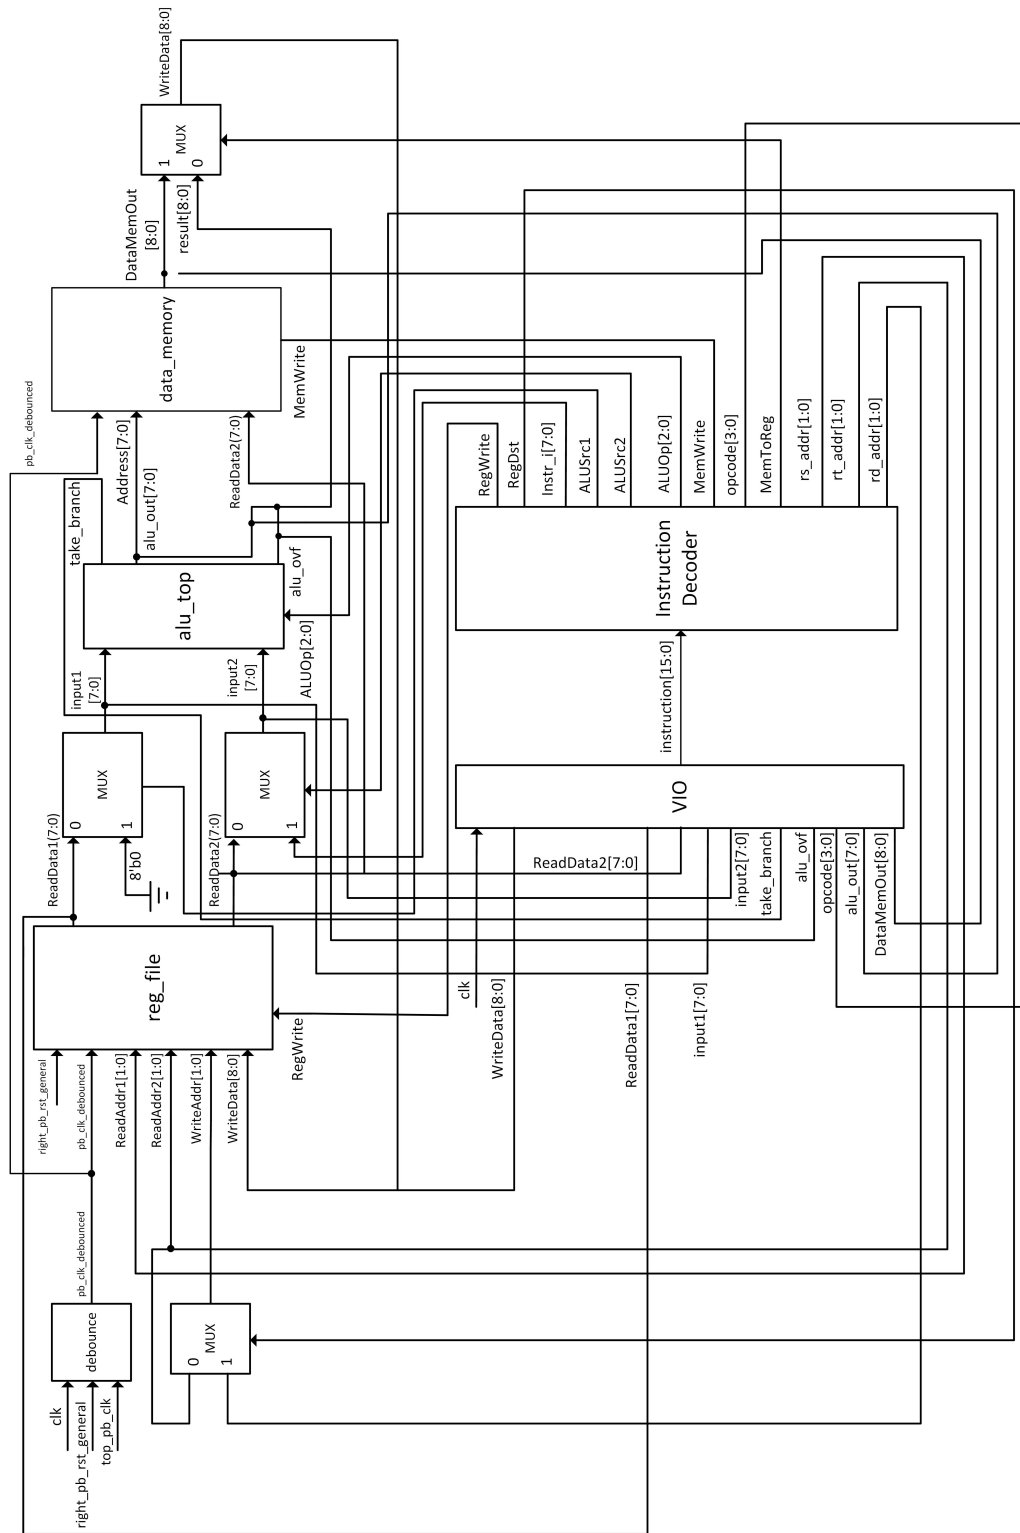 clk
right_pb_rst_general
top_pb_clk
debounce
pb_clk_debounced
0
1
MUX
right_pb_rst_general
pb_clk_debounced
ReadAddr1[1:0]
ReadAddr2[1:0]
WriteAddr[1:0]
WriteData[8:0]
reg_file
RegWrite
ReadData1(7:0)
8'b0
0
1
MUX
ReadData2(7:0)
0
1
MUX
input1
[7:0]
input2
[7:0]
alu_top
ALUOp[2:0]
take_branch
alu_ovf
pb_clk_debounced
Address[7:0]
alu_out[7:0]
ReadData2(7:0)
data_memory
MemWrite
DataMemOut
[8:0]
result[8:0]
1
0
MUX
WriteData[8:0]
clk
WriteData[8:0]
ReadData1[7:0]
ReadData2[7:0]
input1[7:0]
input2[7:0]
take_branch
alu_ovf
opcode[3:0]
alu_out[7:0]
DataMemOut[8:0]
VIO
instruction[15:0]
Instruction
Decoder
RegWrite
RegDst
Instr_i[7:0]
ALUSrc1
ALUSrc2
ALUOp[2:0]
MemWrite
opcode[3:0]
MemToReg
rs_addr[1:0]
rt_addr[1:0]
rd_addr[1:0]